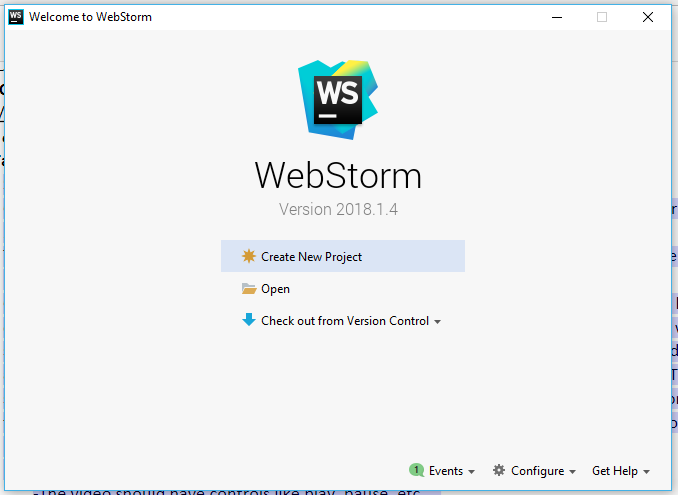 WS Welcome to WebStorm
WS
WebStorm
Version 2018.1.4
Create New Project
Open
Check out from Version Control
1 Events Configure Get Help
-The video should have controls like play, pause, etc